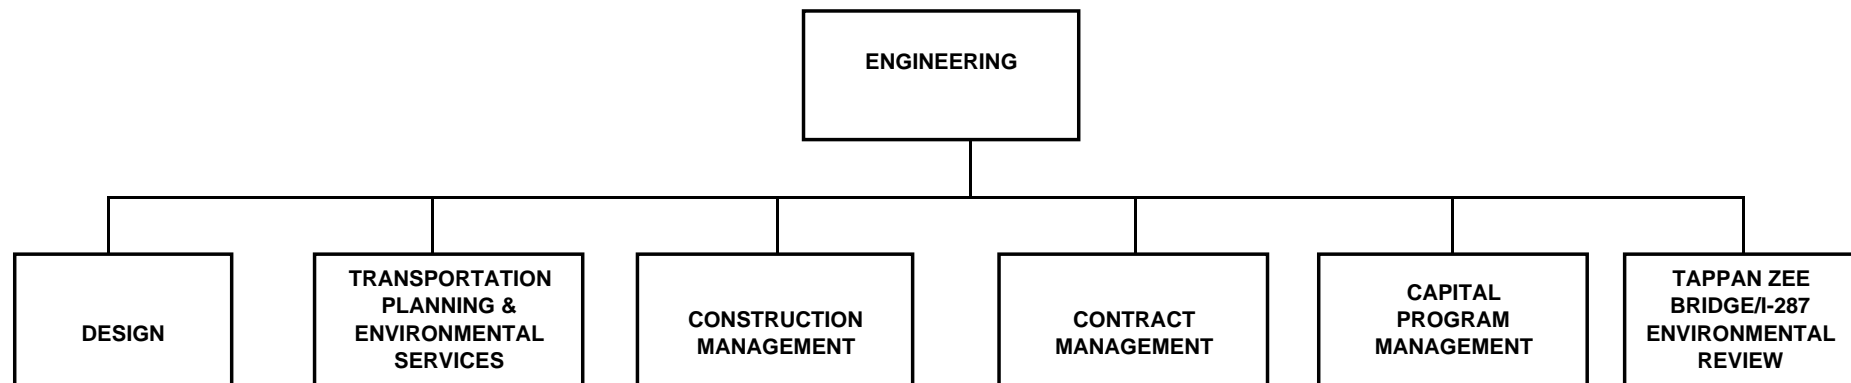 ENGINEERING
DESIGN
TRANSPORTATION
PLANNING &
ENVIRONMENTAL
SERVICES
CONSTRUCTION
MANAGEMENT
CONTRACT
MANAGEMENT
CAPITAL
PROGRAM
MANAGEMENT
TAPPAN ZEE
BRIDGE/I-287
ENVIRONMENTAL
REVIEW